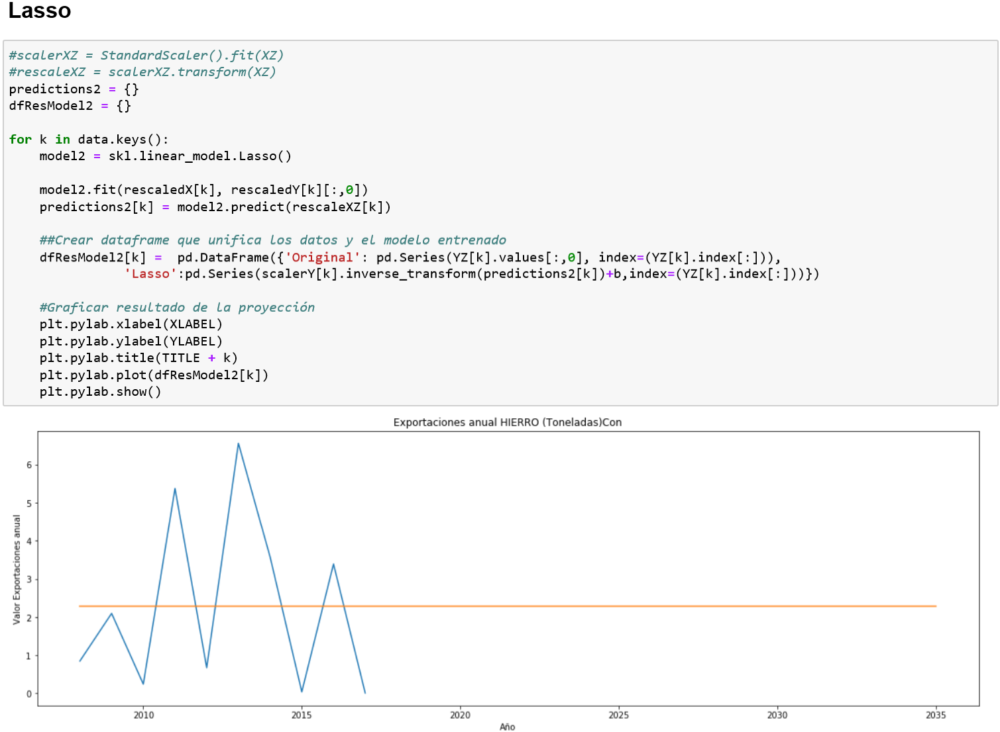 Lasso
#scalerXZ = StandardScaler().fit(XZ)
#rescaleXZ = scalerXZ.transform(XZ)
predictions2 = {}
dfResModel2 = {}
for k in data.keys():
    model2 = skl.linear_model.Lasso()
    model2.fit(rescaledX[k], rescaledY[k][:,0])
    predictions2[k] = model2.predict(rescaleXZ[k])
    ##Crear dataframe que unifica los datos y el modelo entrenado
    dfResModel2[k] =  pd.DataFrame({'Original': pd.Series(YZ[k].values[:,0], index=(YZ[k].index[:])),
               'Lasso':pd.Series(scalerY[k].inverse_transform(predictions2[k])+b,index=(YZ[k].index[:]))})
    #Graficar resultado de la proyección
    plt.pylab.xlabel(XLABEL)
    plt.pylab.ylabel(YLABEL)
    plt.pylab.title(TITLE + k)
    plt.pylab.plot(dfResModel2[k])
    plt.pylab.show()
Exportaciones anual HIERRO (Toneladas)Con
Valor Exportaciones anual
6
5
4
3
2
1
0
2010 2015 2020 2025 2030 2035
Año